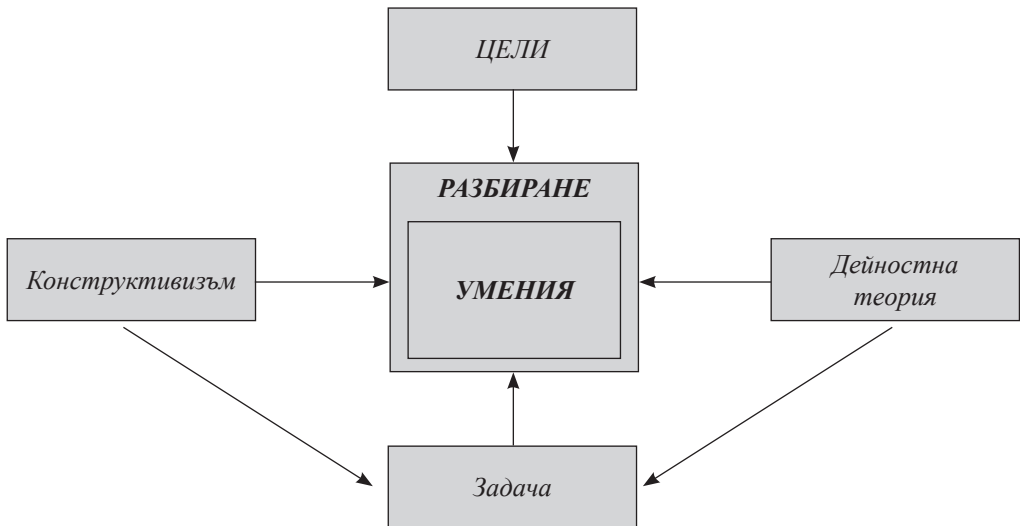 ЦЕЛИ
РАЗБИРАНЕ
Конструктивизъм
УМЕНИЯ
Дейностна
теория
Задача